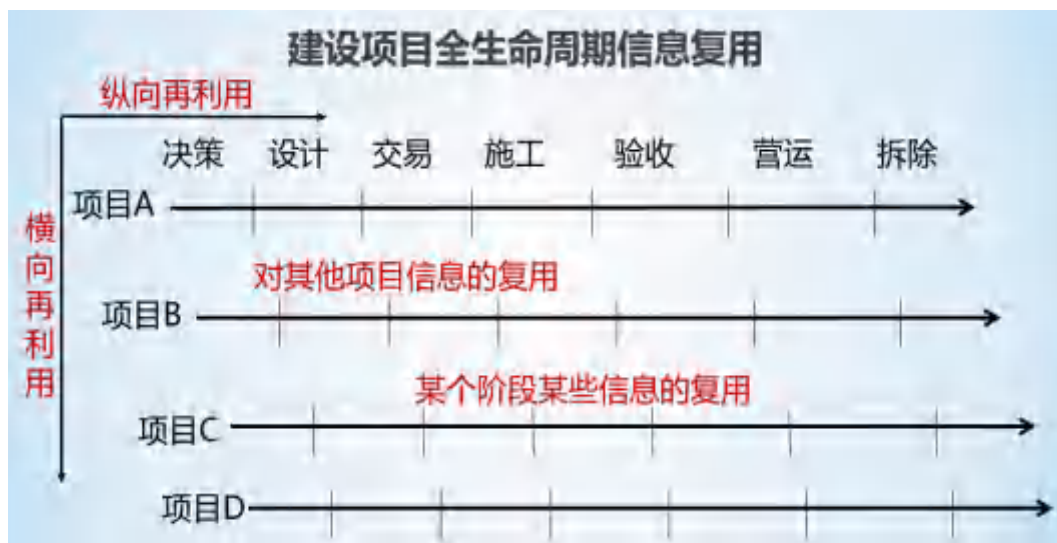 建设项目全生命周期信息复用
纵向再利用
决策 设计 交易 施工 验收 营运 拆除
项目A
横向再利用
对其他项目信息的复用
项目B
某个阶段某些信息的复用
项目C
项目D